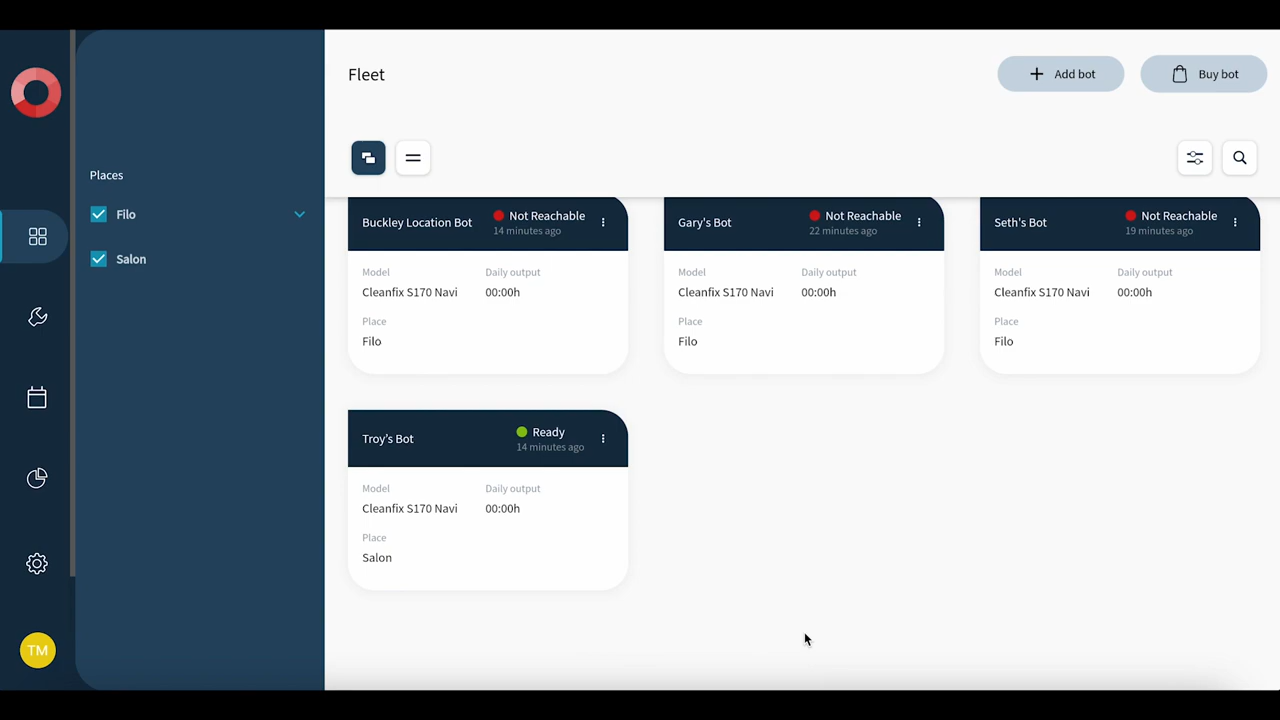 Fleet
Add bot
Buy bot
Places
Filo
Salon
Buckley Location Bot
Not Reachable
14 minutes ago
Model
Daily output
Cleanfix S170 Navi
00:00h
Place
Filo
Gary's Bot
Not Reachable
22 minutes ago
Model
Daily output
Cleanfix S170 Navi
00:00h
Place
Filo
Seth's Bot
Not Reachable
19 minutes ago
Model
Daily output
Cleanfix S170 Navi
00:00h
Place
Filo
Troy's Bot
Ready
14 minutes ago
Model
Daily output
Cleanfix S170 Navi
00:00h
Place
Salon
TM